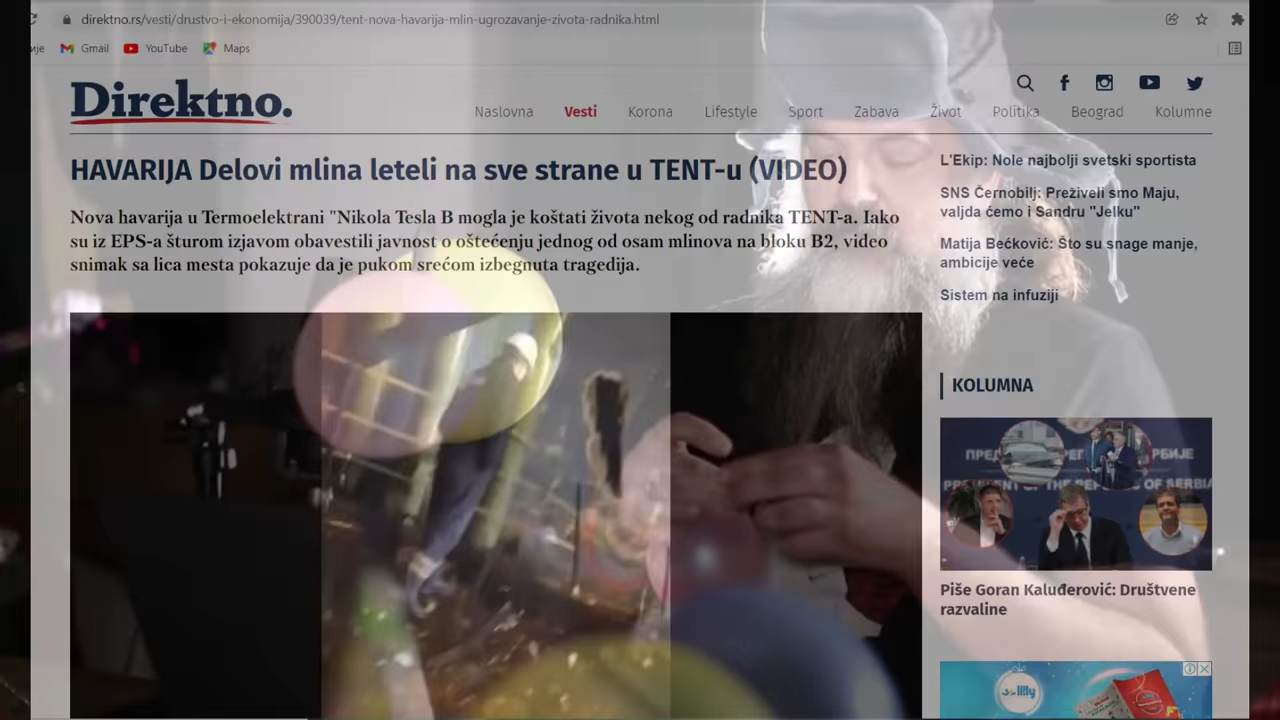 direktno.rs/vesti/drustvo-i-ekonomija/390039/tent-nova-havarija-mlin-ugrozavanje-zivota-radnika.html
Gmail
YouTube
Maps
Direktno.
Naslovna
Vesti
Korona
Lifestyle
Sport
Zabava
Život
Politika
Beograd
Kolumne
HAVARIJA Delovi mlina leteli na sve strane u TENT-u (VIDEO)
Nova havarija u Termoelektrani "Nikola Tesla B mogla je koštati života nekog od radnika TENT-a. Iako
su iz EPS-a šturom izjavom obavestili javnost o oštećenju jednog od osam mlinova na bloku B2, video
snimak sa lica mesta pokazuje da je pukom srećom izbegnuta tragedija.
L'Ekip: Nole najbolji svetski sportista
SNS Černobilj: Preživeli smo Maju,
valjda ćemo i Sandru "Jelku"
Matija Bećković: Što su snage manje,
ambicije veće
Sistem na infuziji
KOLUMNA
Piše Goran Kaluđerović: Društvene
razvaline
lilly